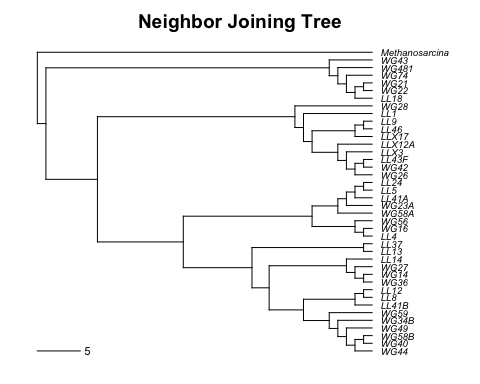 Neighbor Joining Tree
Methanosarcina
WG43
WG481
WG74
WG21
WG22
LL18
WG28
LL1
LL9
LL46
LLX17
LLX12A
LLX3
LL43F
WG42
WG26
LL24
LL5
LL41A
WG23A
WG58A
WG56
WG16
LL4
LL37
LL13
LL14
WG27
WG14
WG36
LL12
LL8
LL41B
WG59
WG34B
WG49
WG58B
WG40
WG44
5